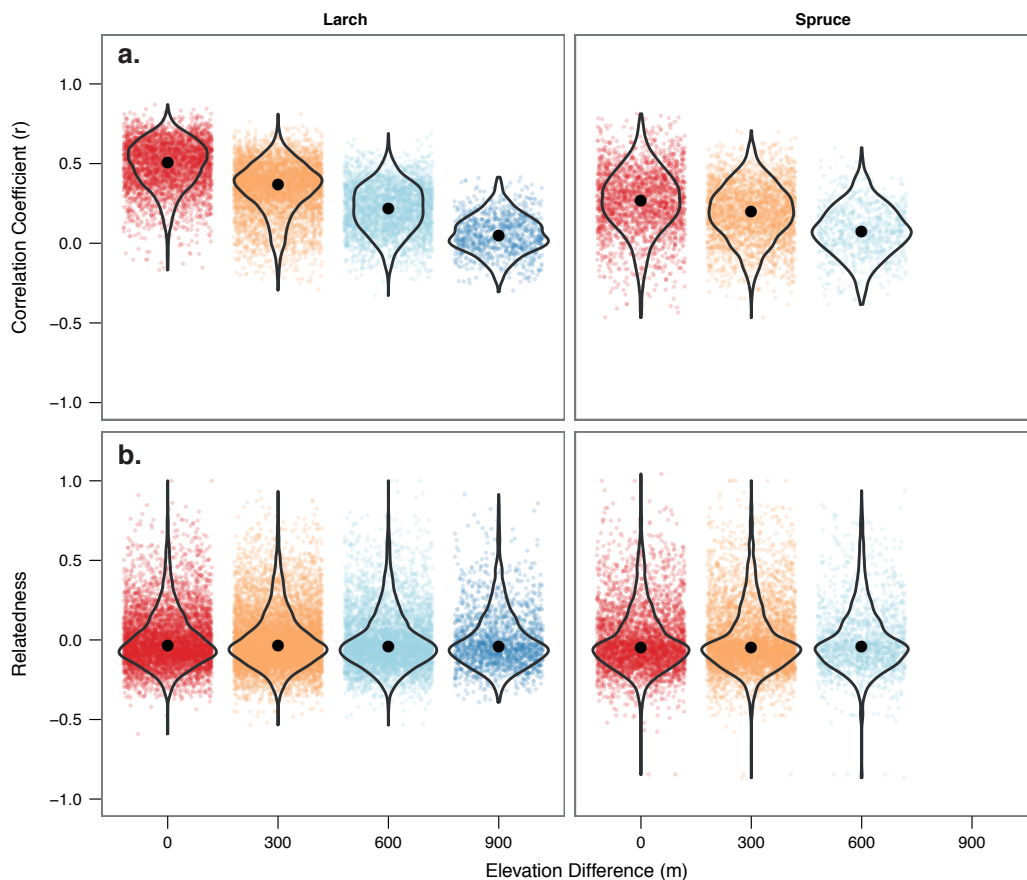 Larch Spruce
a.
1.0
0.5
0.0
−0.5
−1.0
Correlation Coefficient (r)
b.
1.0
0.5
0.0
−0.5
−1.0
Relatedness
0 300 600 900 0 300 600 900
Elevation Difference (m)